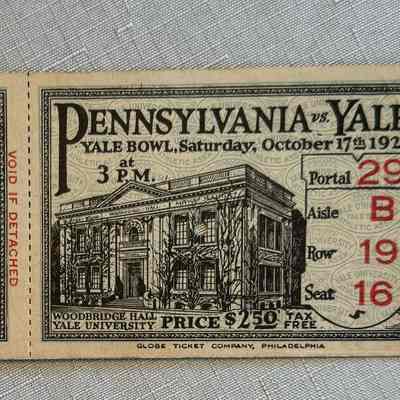 PENNSYLVANIA vs. YALE
YALE BOWL, Saturday, October 17th 192
at
3 P.M.
Portal 29
Aisle B
Row 19
Seat 16
WOODBRIDGE HALL
YALE UNIVERSITY
PRICE $2.50 TAX FREE
GLOBE TICKET COMPANY, PHILADELPHIA
VOID IF DETACHED